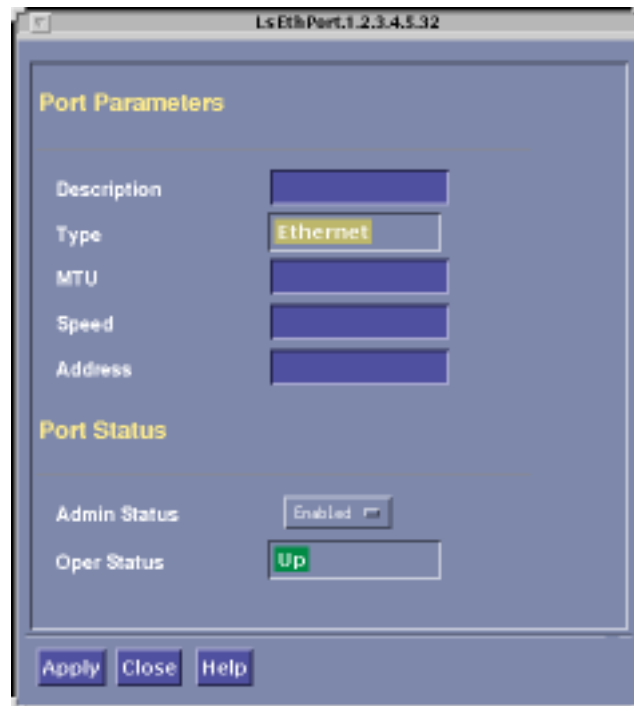 LsEthPort.1.2.3.4.5.32
Port Parameters
Description
Type Ethernet
MTU
Speed
Address
Port Status
Admin Status Enabled
Oper Status Up
Apply Close Help